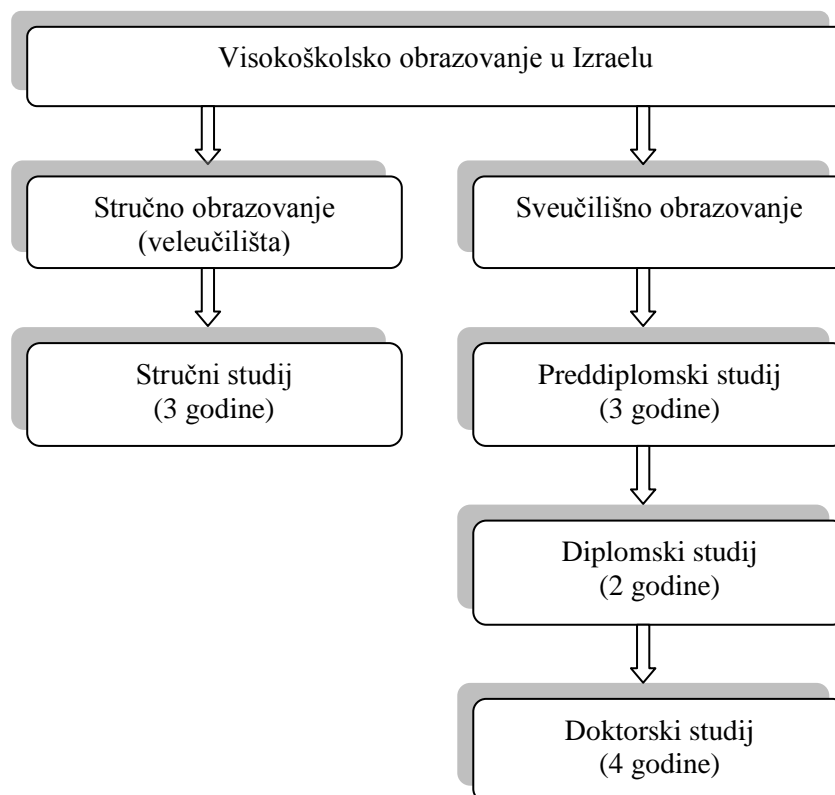 Visokoškolsko obrazovanje u Izraelu
Stručno obrazovanje
(veleučilišta)
Sveučilišno obrazovanje
Stručni studij
(3 godine)
Preddiplomski studij
(3 godine)
Diplomski studij
(2 godine)
Doktorski studij
(4 godine)